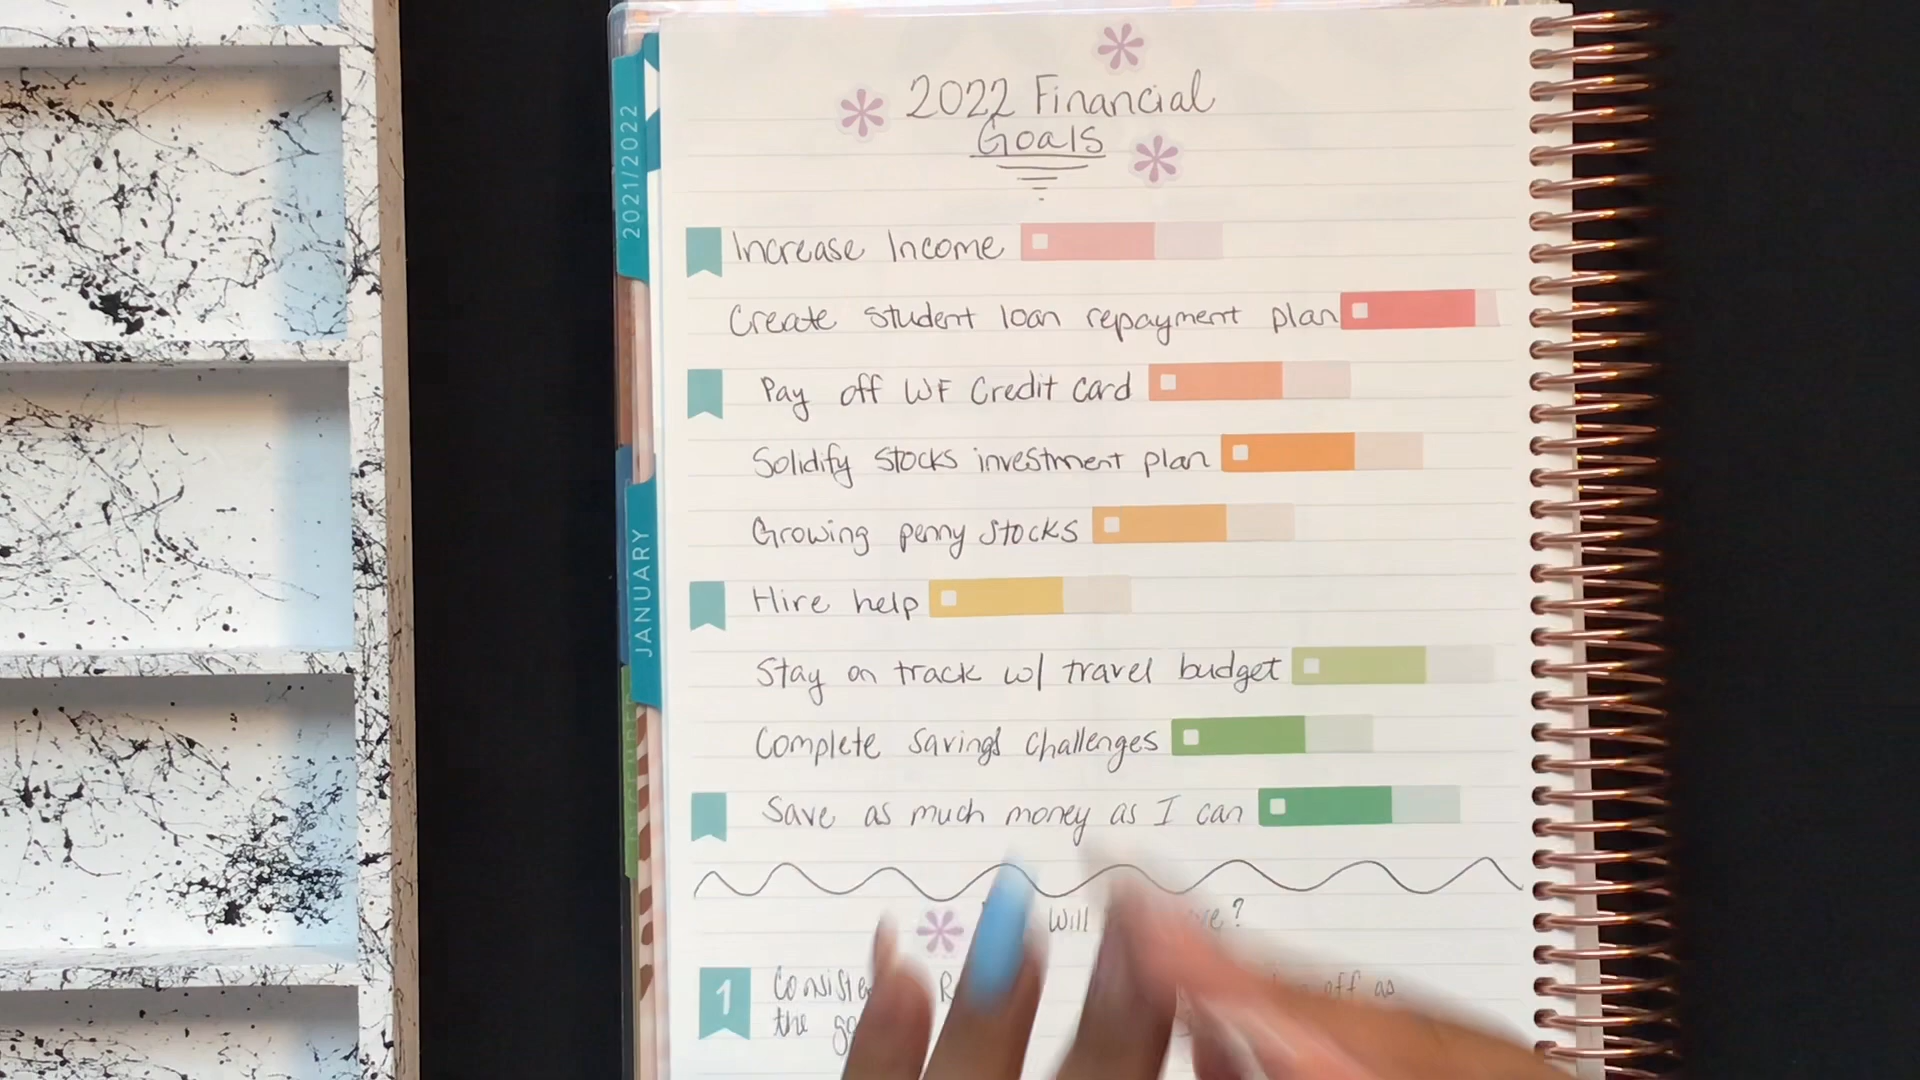 2022 Financial
Goals
Increase Income
Create student loan repayment plan
Pay off WF Credit Card
Solidify stocks investment plan
Growing penny stocks
Hire help
Stay on track w/ travel budget
Complete savings challenges
Save as much money as I can
Will
1
off as
the
2021/2022
JANUARY